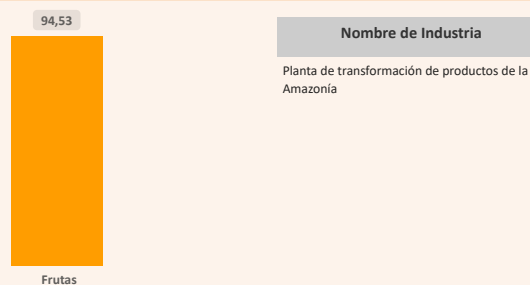 94,53
Frutas
Nombre de Industria
Planta de transformación de productos de la
Amazonía